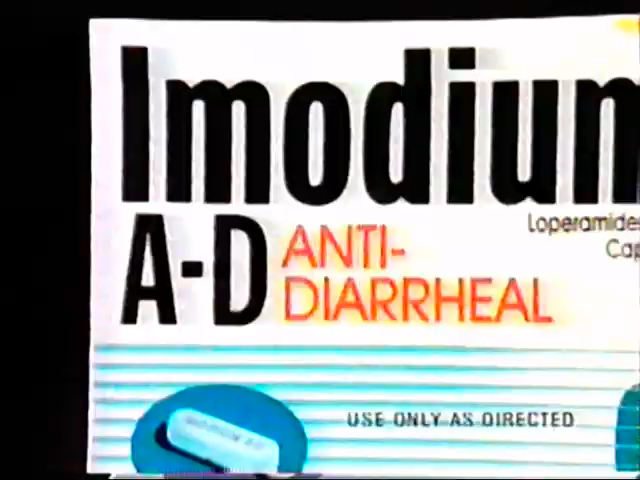 Imodium
A-D ANTI-
DIARRHEAL
USE ONLY AS DIRECTED